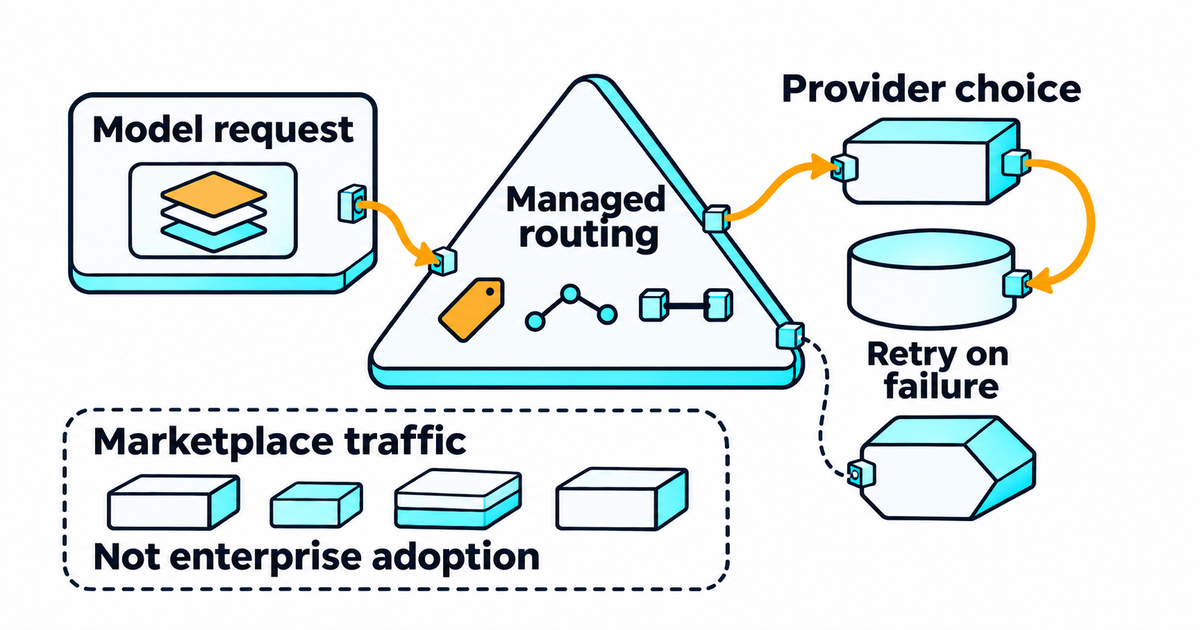 Model request
Managed
routing
Provider choice
Retry on
failure
Marketplace traffic
Not enterprise adoption